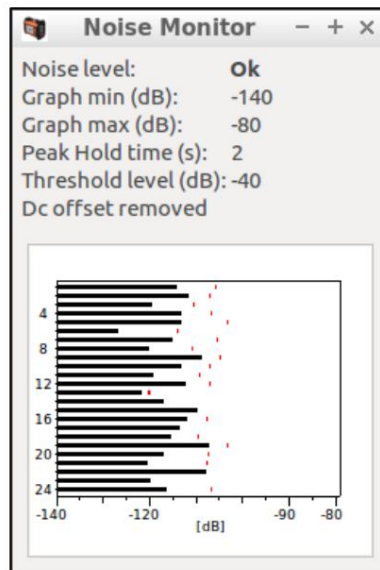 Noise Monitor
Noise level: Ok
Graph min (dB): -140
Graph max (dB): -80
Peak Hold time (s): 2
Threshold level (dB): -40
Dc offset removed
4
8
12
16
20
24
-140 -120 -90 -80
[dB]